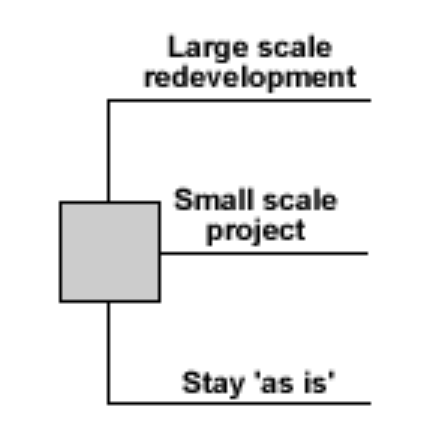 Large scale
redevelopment
Small scale
project
Stay 'as is'